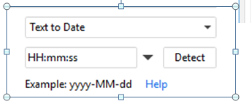 Text to Date
HH:mm:ss Detect
Example: yyyy-MM-dd Help